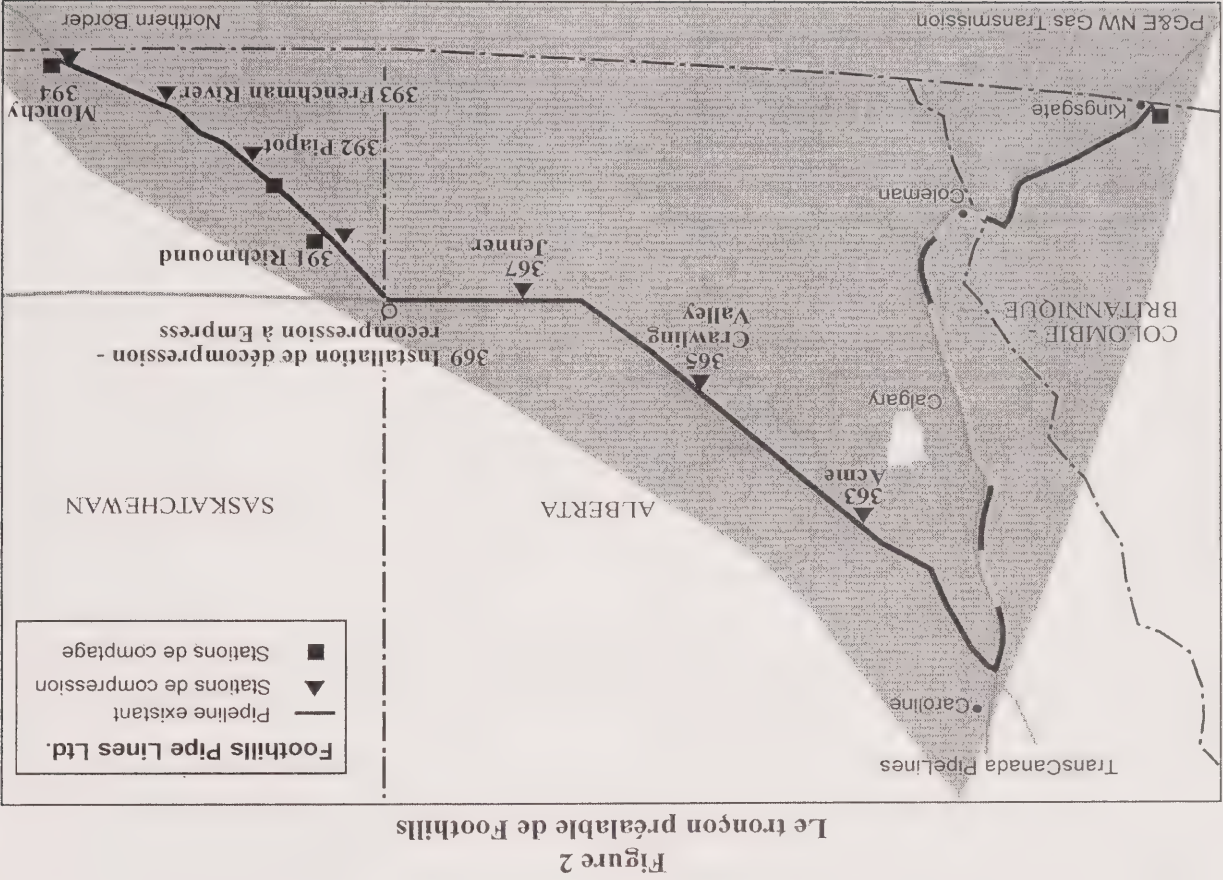 Figure 2
Le tronçon préalable de Foothills
TransCanada PipeLines
Caroline
Foothills Pipe Lines Ltd.
Pipeline existant
Stations de compression
Stations de comptage
363
Acme
ALBERTA
SASKATCHEWAN
Calgary
365
Crawling
Valley
369 Installation de décompression -
recompression à Empress
COLOMBIE -
BRITANNIQUE
367
Jenner
391 Richmound
Coleman
392 Piapot
Kingsgate
393 Frenchman River
Monchy
394
PG&E NW Gas Transmission
Northern Border